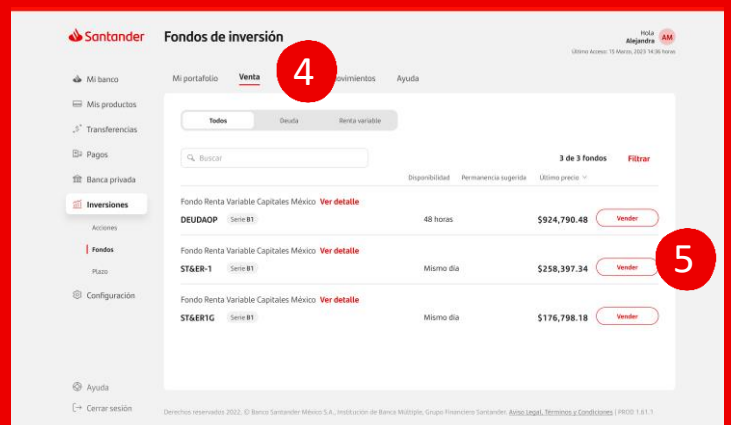 Santander
Fondos de inversión
Hola
Alejandra AM
Último Acceso: 15 Marzo, 2023 14:36 horas
Mi banco
Mis productos
Transferencias
Pagos
Banca privada
Inversiones
Acciones
Fondos
Plazo
Configuración
Ayuda
Cerrar sesión
Mi portafolio Venta 4 ovimientos Ayuda
Todos Deuda Renta variable
Buscar
3 de 3 fondos Filtrar
Disponibilidad Permanencia sugerida Último precio
Fondo Renta Variable Capitales México Ver detalle
DEUDAOP Serie B1 48 horas $924,790.48 Vender
Fondo Renta Variable Capitales México Ver detalle
ST&ER-1 Serie B1 Mismo día $258,397.34 Vender 5
Fondo Renta Variable Capitales México Ver detalle
ST&ER1G Serie B1 Mismo día $176,798.18 Vender
Derechos reservados 2022. © Banco Santander México S.A., Institución de Banca Múltiple, Grupo Financiero Santander. Aviso Legal, Términos y Condiciones | PROD 1.61.1